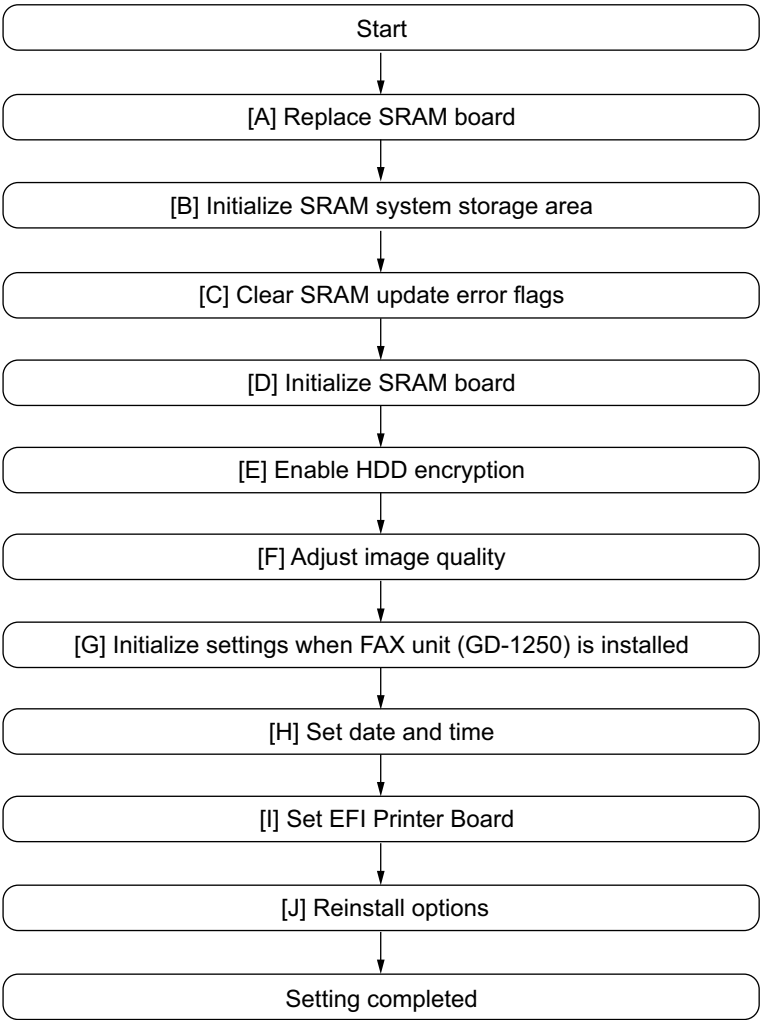 Start
[A] Replace SRAM board
[B] Initialize SRAM system storage area
[C] Clear SRAM update error flags
[D] Initialize SRAM board
[E] Enable HDD encryption
[F] Adjust image quality
[G] Initialize settings when FAX unit (GD-1250) is installed
[H] Set date and time
[I] Set EFI Printer Board
[J] Reinstall options
Setting completed